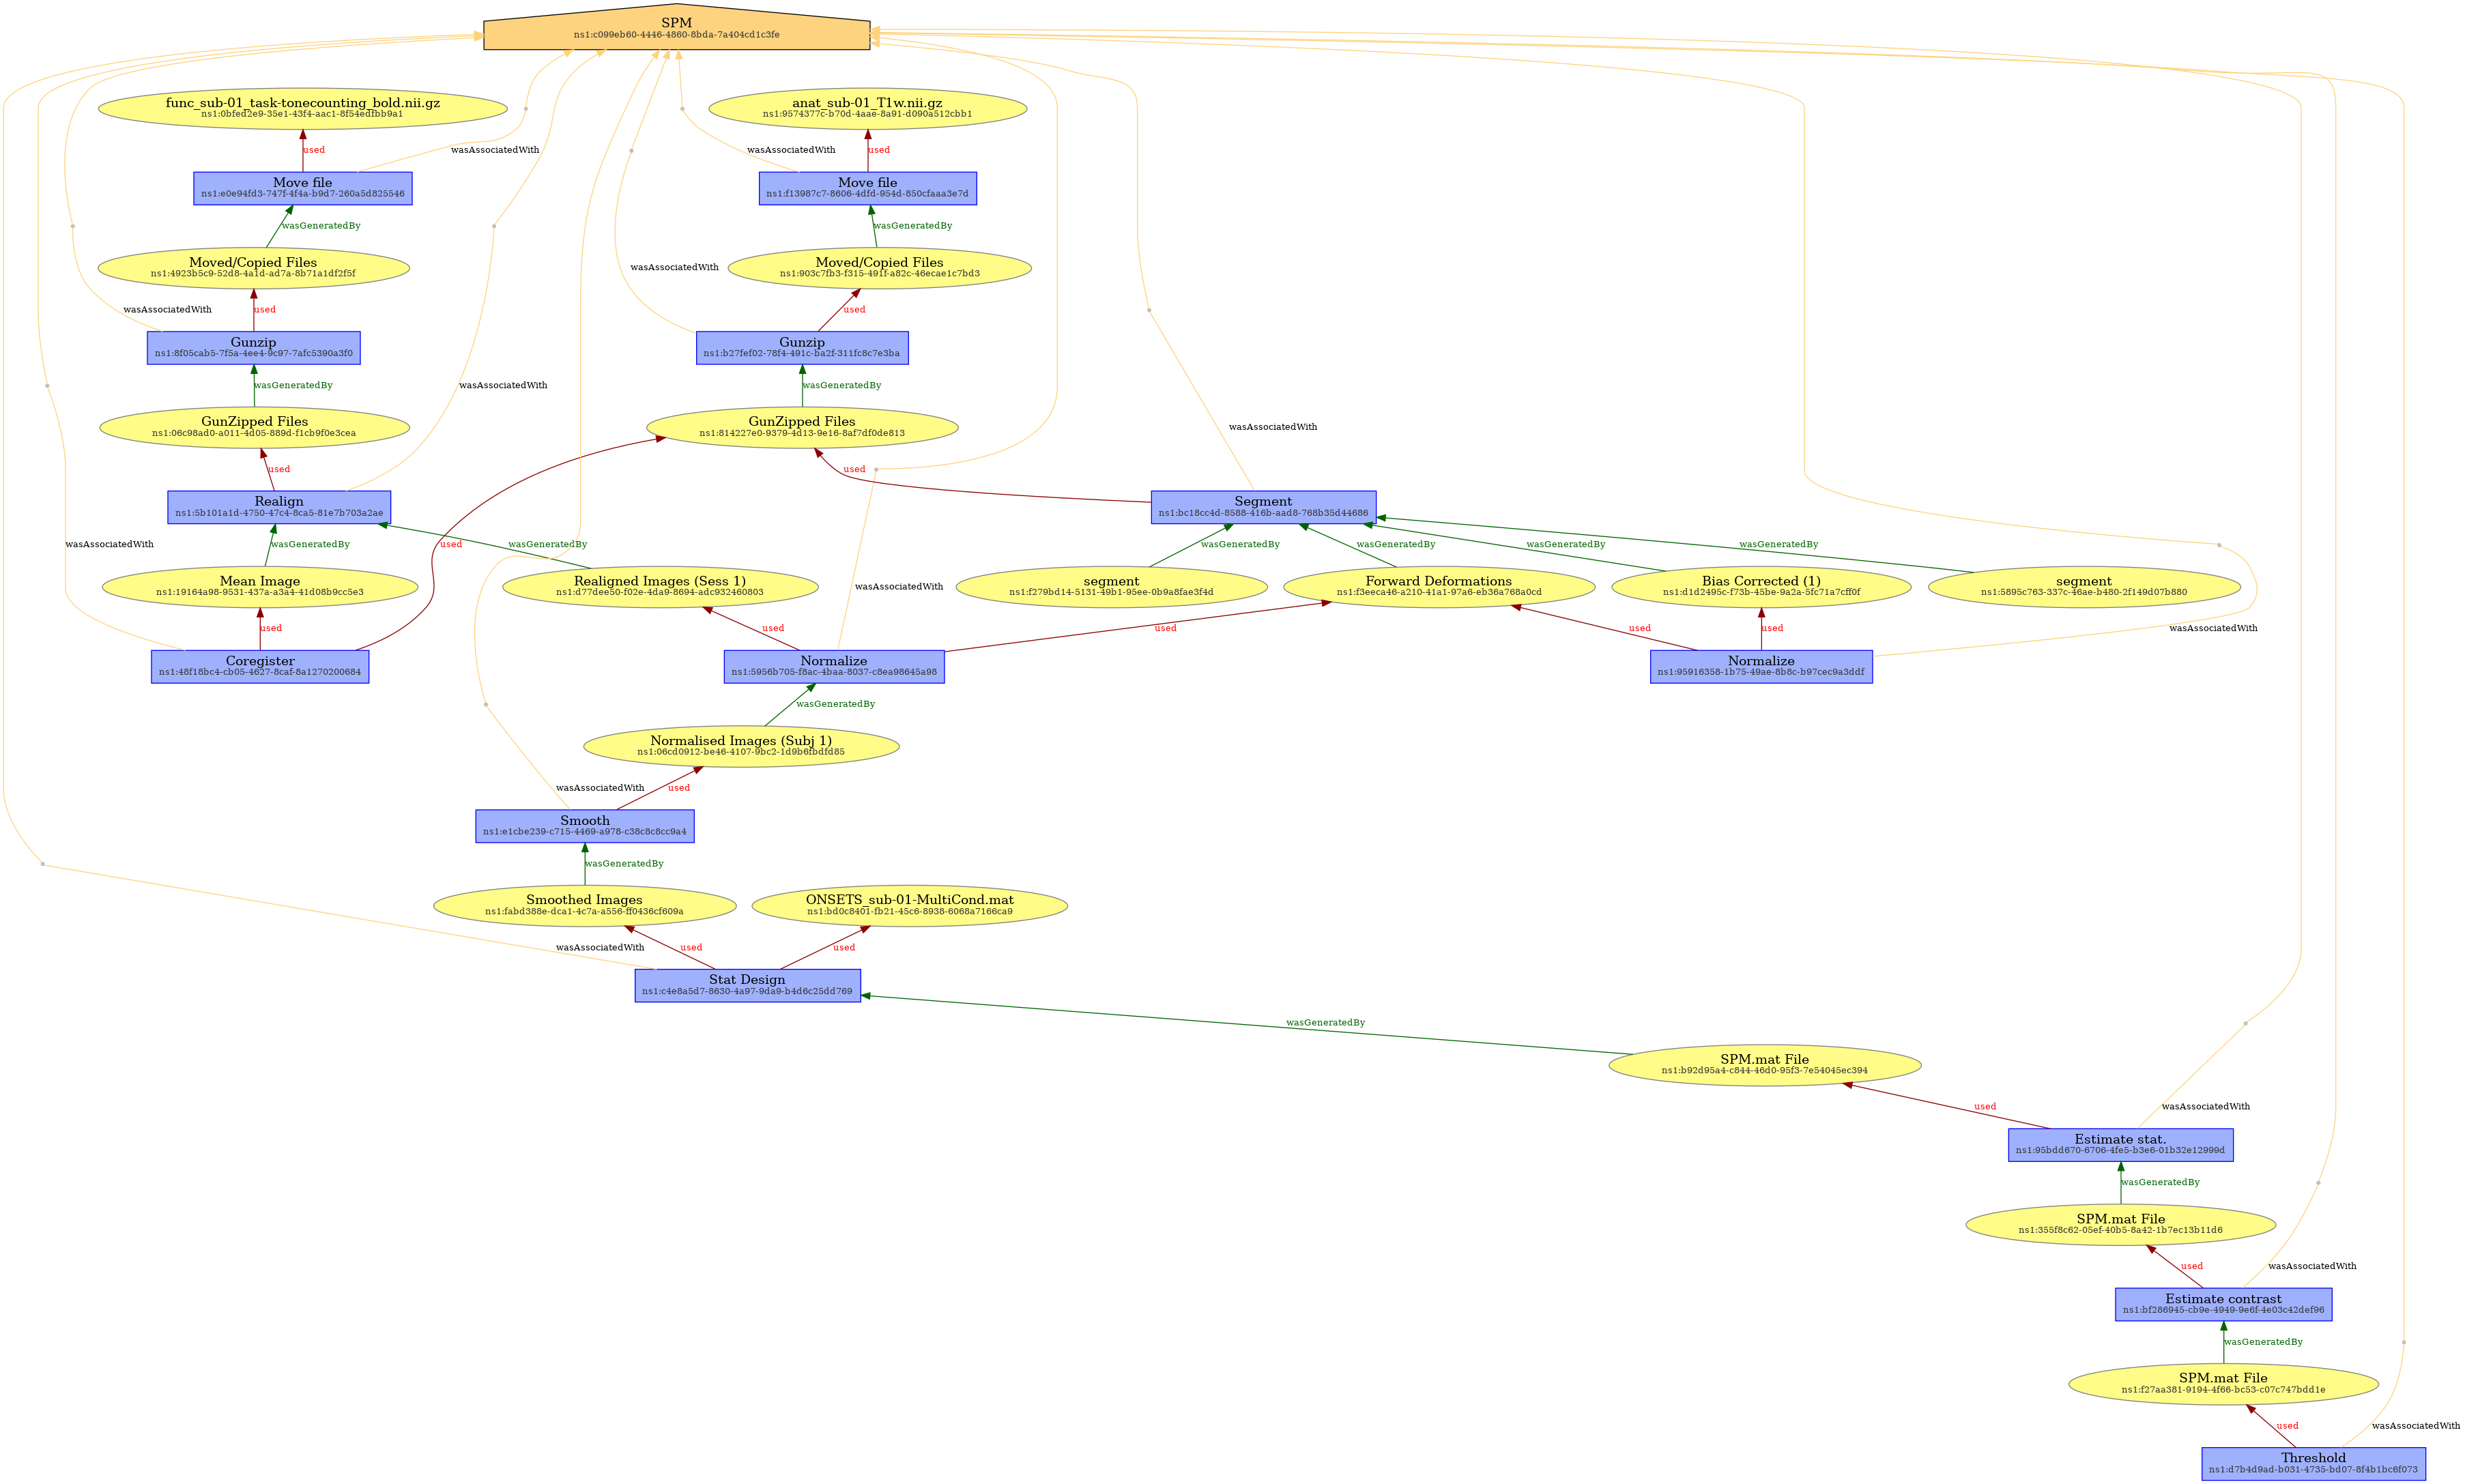 SPM
ns1:c099eb60-4446-4860-8bda-7a404cd1c3fe
func_sub-01_task-tonecounting_bold.nii.gz
ns1:0bfed2e9-35e1-43f4-aac1-8f54edfbb9a1
anat_sub-01_T1w.nii.gz
ns1:9574377c-b70d-4aae-8a91-d090a512cbb1
used
wasAssociatedWith
wasAssociatedWith
used
Move file
ns1:e0e94fd3-747f-4f4a-b9d7-260a5d825546
Move file
ns1:f13987c7-8606-4dfd-954d-850cfaaa3e7d
wasGeneratedBy
wasGeneratedBy
Moved/Copied Files
ns1:4923b5c9-52d8-4a1d-ad7a-8b71a1df2f5f
wasAssociatedWith
Moved/Copied Files
ns1:903c7fb3-f315-491f-a82c-46ecae1c7bd3
wasAssociatedWith
used
used
Gunzip
ns1:8f05cab5-7f5a-4ee4-9c97-7afc5390a3f0
Gunzip
ns1:b27fef02-78f4-491c-ba2f-311fc8c7e3ba
wasGeneratedBy
wasAssociatedWith
wasGeneratedBy
GunZipped Files
ns1:06c98ad0-a011-4d05-889d-f1cb9f0e3cea
GunZipped Files
ns1:814227e0-9379-4d13-9e16-8af7df0de813
wasAssociatedWith
used
used
Realign
ns1:5b101a1d-4750-47c4-8ca5-81e7b703a2ae
Segment
ns1:bc18cc4d-8588-416b-aad8-768b35d44686
wasAssociatedWith
wasGeneratedBy
used
wasGeneratedBy
wasGeneratedBy
wasGeneratedBy
wasGeneratedBy
wasGeneratedBy
Mean Image
ns1:19164a98-9531-437a-a3a4-41d08b9cc5e3
Realigned Images (Sess 1)
ns1:d77dee50-f02e-4da9-8694-adc932460803
wasAssociatedWith
segment
ns1:f279bd14-5131-49b1-95ee-0b9a8fae3f4d
Forward Deformations
ns1:f3eeca46-a210-41a1-97a6-eb36a768a0cd
Bias Corrected (1)
ns1:d1d2495c-f73b-45be-9a2a-5fc71a7cff0f
segment
ns1:5895c763-337c-46ae-b480-2f149d07b880
used
used
used
used
used
wasAssociatedWith
Coregister
ns1:48f18bc4-cb05-4627-8caf-8a1270200684
Normalize
ns1:5956b705-f8ac-4baa-8037-c8ea98645a98
Normalize
ns1:95916358-1b75-49ae-8b8c-b97cec9a3ddf
wasGeneratedBy
Normalised Images (Subj 1)
ns1:06cd0912-be46-4107-9bc2-1d9b6fbdfd85
wasAssociatedWith
used
Smooth
ns1:e1cbe239-c715-4469-a978-c38c8c8cc9a4
wasGeneratedBy
Smoothed Images
ns1:fabd388e-dca1-4c7a-a556-ff0436cf609a
ONSETS_sub-01-MultiCond.mat
ns1:bd0c8401-fb21-45c6-8938-6068a7166ca9
wasAssociatedWith
used
used
Stat Design
ns1:c4e8a5d7-8630-4a97-9da9-b4d6c25dd769
wasGeneratedBy
SPM.mat File
ns1:b92d95a4-c844-46d0-95f3-7e54045ec394
used
wasAssociatedWith
Estimate stat.
ns1:95bdd670-6706-4fe5-b3e6-01b32e12999d
wasGeneratedBy
SPM.mat File
ns1:355f8c62-05ef-40b5-8a42-1b7ec13b11d6
used
wasAssociatedWith
Estimate contrast
ns1:bf286945-cb9e-4949-9e6f-4e03c42def96
wasGeneratedBy
SPM.mat File
ns1:f27aa381-9194-4f66-bc53-c07c747bdd1e
used
wasAssociatedWith
Threshold
ns1:d7b4d9ad-b031-4735-bd07-8f4b1bc6f073